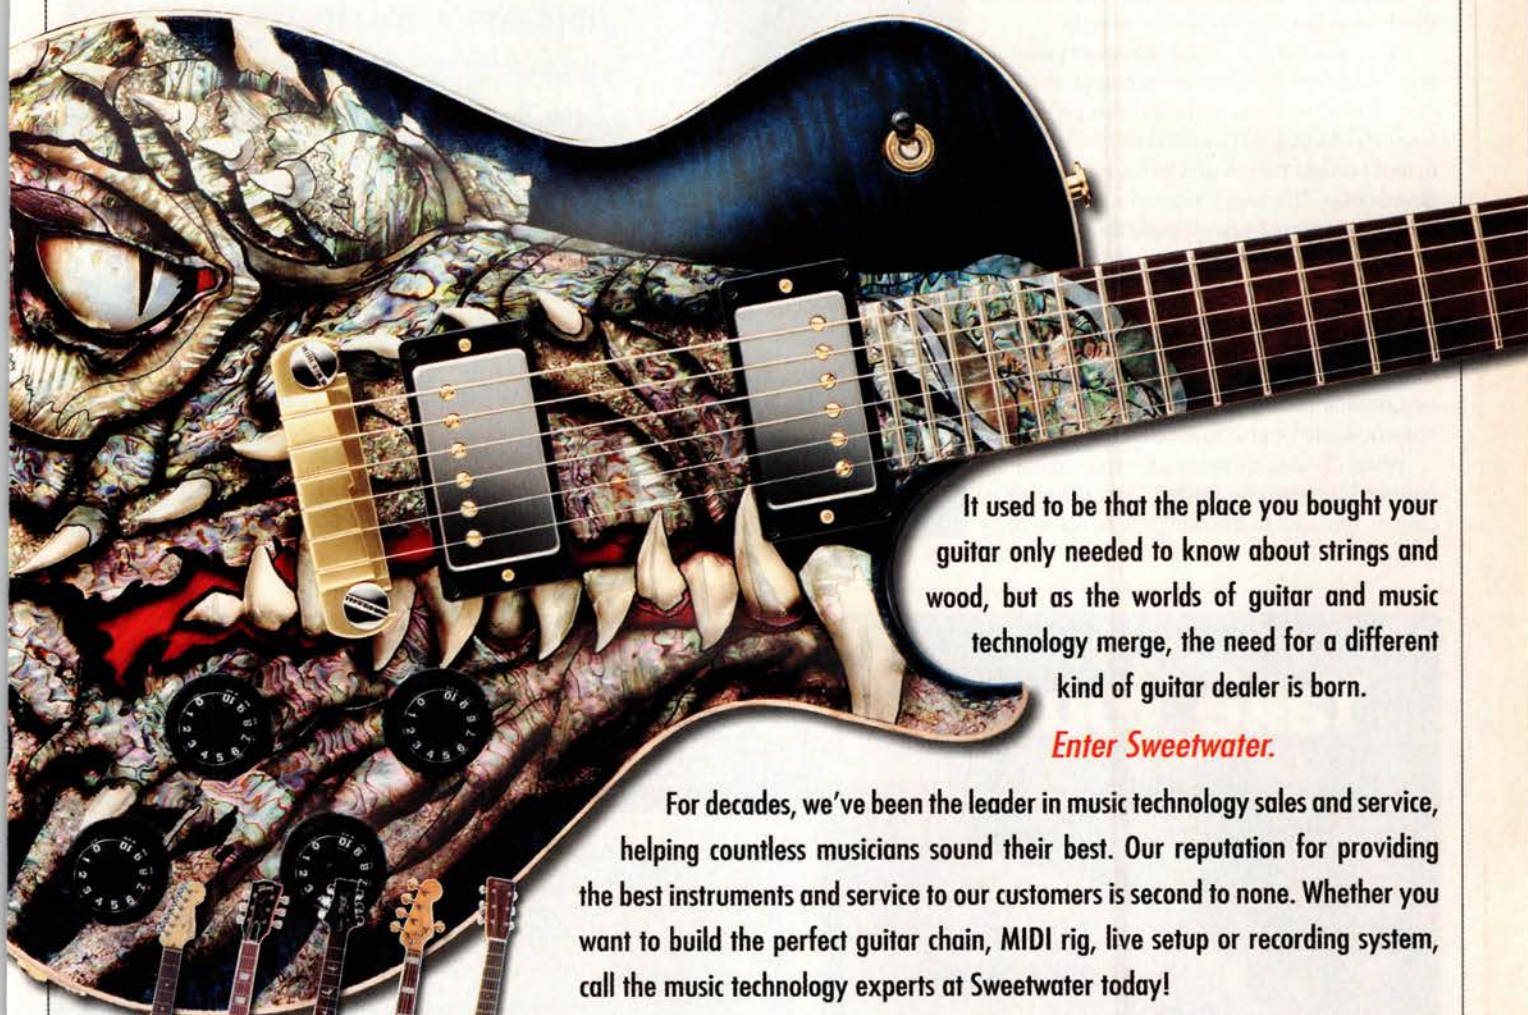 It used to be that the place you bought your
guitar only needed to know about strings and
wood, but as the worlds of guitar and music
technology merge, the need for a different
kind of guitar dealer is born.
Enter Sweetwater.
For decades, we've been the leader in music technology sales and service,
helping countless musicians sound their best. Our reputation for providing
the best instruments and service to our customers is second to none. Whether you
want to build the perfect guitar chain, MIDI rig, live setup or recording system,
call the music technology experts at Sweetwater today!